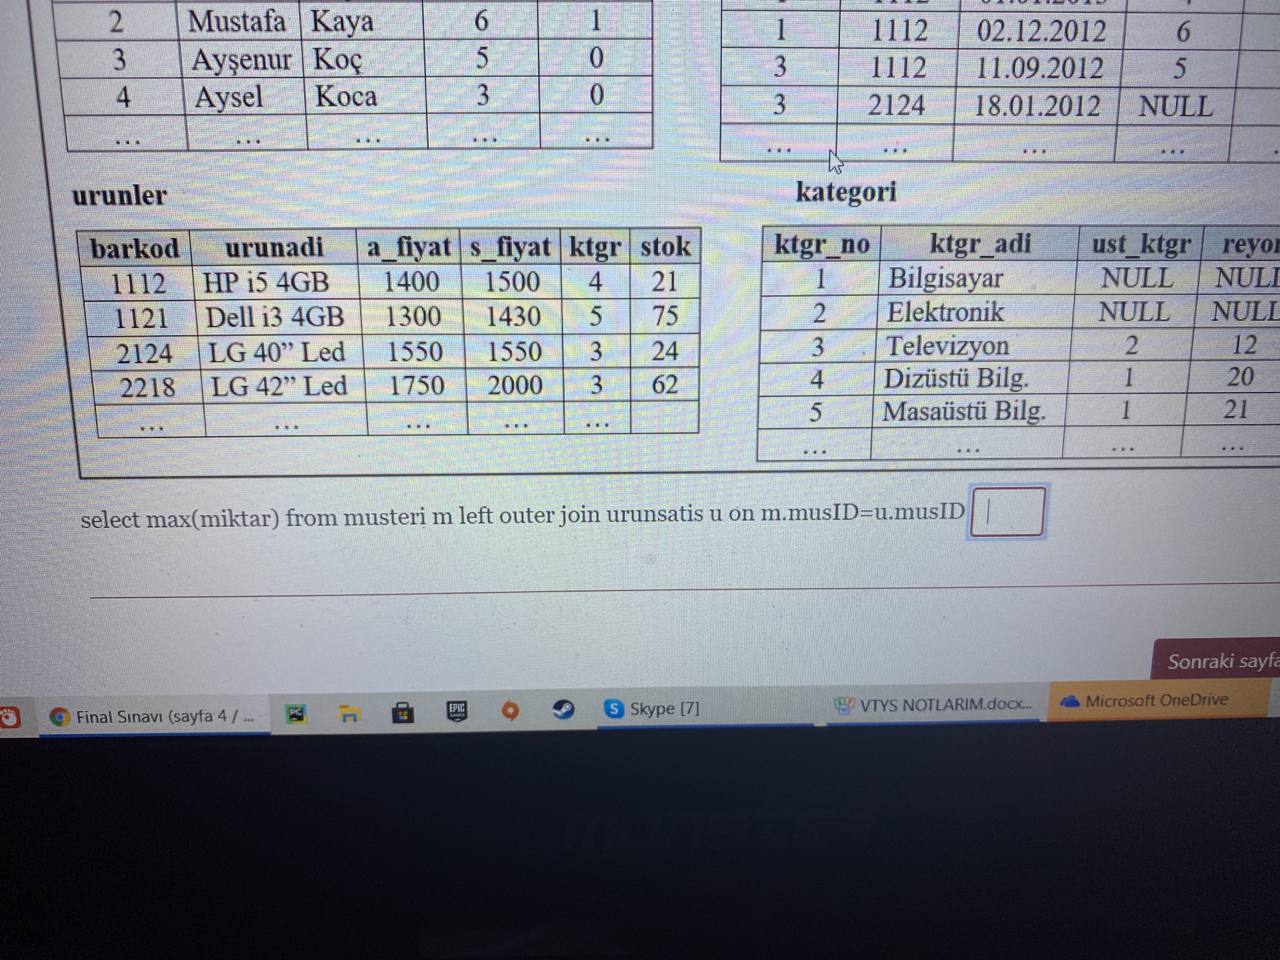 2 Mustafa Kaya 6 1
3 Ayşenur Koç 5 0
4 Aysel Koca 3 0
... ... ... ... ...
1 1112 02.12.2012 6
3 1112 11.09.2012 5
3 2124 18.01.2012 NULL
... ... ... ...
urunler
barkod urunadi a_fiyat s_fiyat ktgr stok
1112 HP i5 4GB 1400 1500 4 21
1121 Dell i3 4GB 1300 1430 5 75
2124 LG 40” Led 1550 1550 3 24
2218 LG 42” Led 1750 2000 3 62
... ... ... ... ...
kategori
ktgr_no ktgr_adi ust_ktgr reyo
1 Bilgisayar NULL NULL
2 Elektronik NULL NULL
3 Televizyon 2 12
4 Dizüstü Bilg. 1 20
5 Masaüstü Bilg. 1 21
... ... ... ...
select max(miktar) from musteri m left outer join urunsatis u on m.musID=u.musID
Sonraki sayfa
Final Sınavı (sayfa 4 / ...
PC
EPIC
Skype [7]
VTYS NOTLARIM.docx...
Microsoft OneDrive